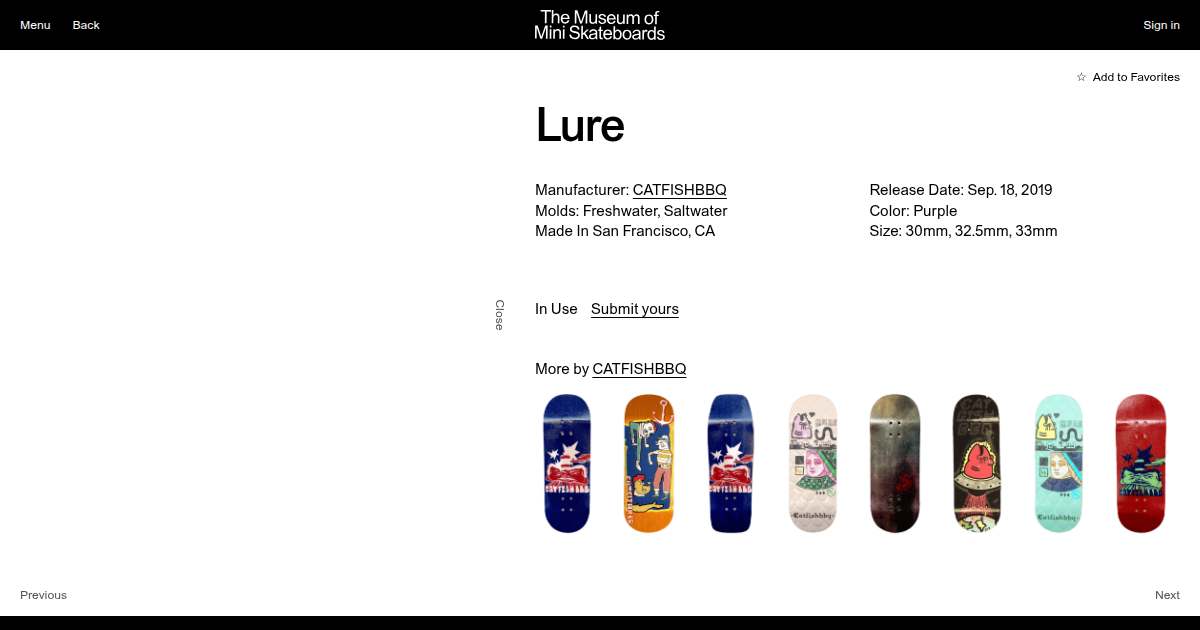 Menu
Back
The Museum of
Mini Skateboards
Sign in
☆ Add to Favorites
Lure
Manufacturer: CATFISHBBQ
Molds: Freshwater, Saltwater
Made In San Francisco, CA
Release Date: Sep. 18, 2019
Color: Purple
Size: 30mm, 32.5mm, 33mm
Close
In Use Submit yours
More by CATFISHBBQ
Catfishbbq
Catfishbbq
Previous
Next